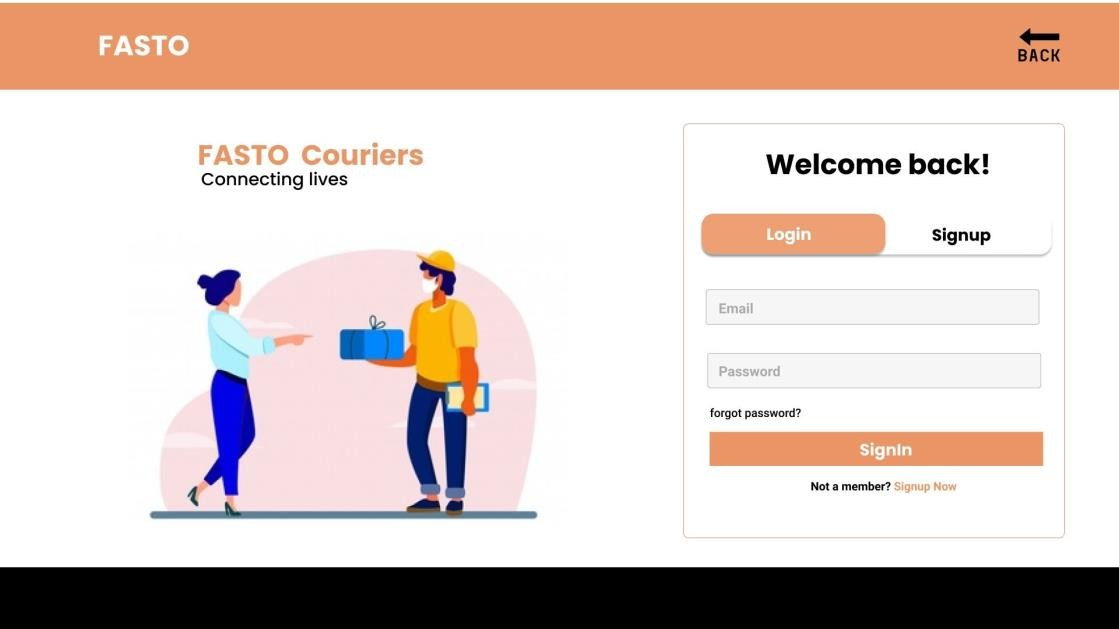 FASTO
BACK
FASTO Couriers
Connecting lives
Welcome back!
Login
Signup
Email
Password
forgot password?
SignIn
Not a member? Signup Now